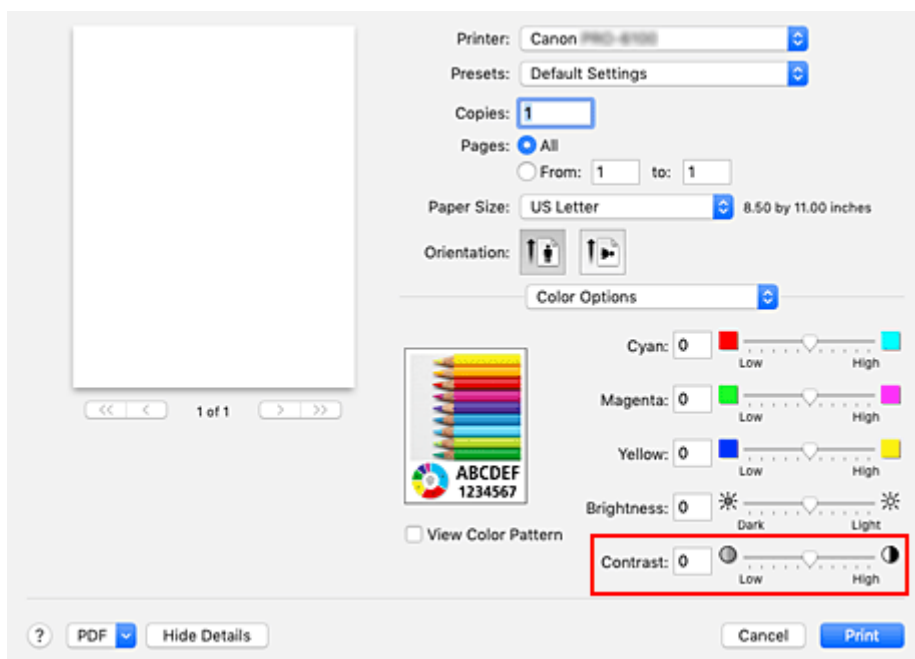 Printer: Canon
Presets: Default Settings
Copies: 1
Pages: All
From: 1 to: 1
Paper Size: US Letter 8.50 by 11.00 inches
Orientation:
Color Options
1 of 1
Cyan: 0
Low High
Magenta: 0
Low High
Yellow: 0
Low High
ABCDEF
1234567
Brightness: 0
Dark Light
View Color Pattern
Contrast: 0
Low High
? PDF Hide Details Cancel Print